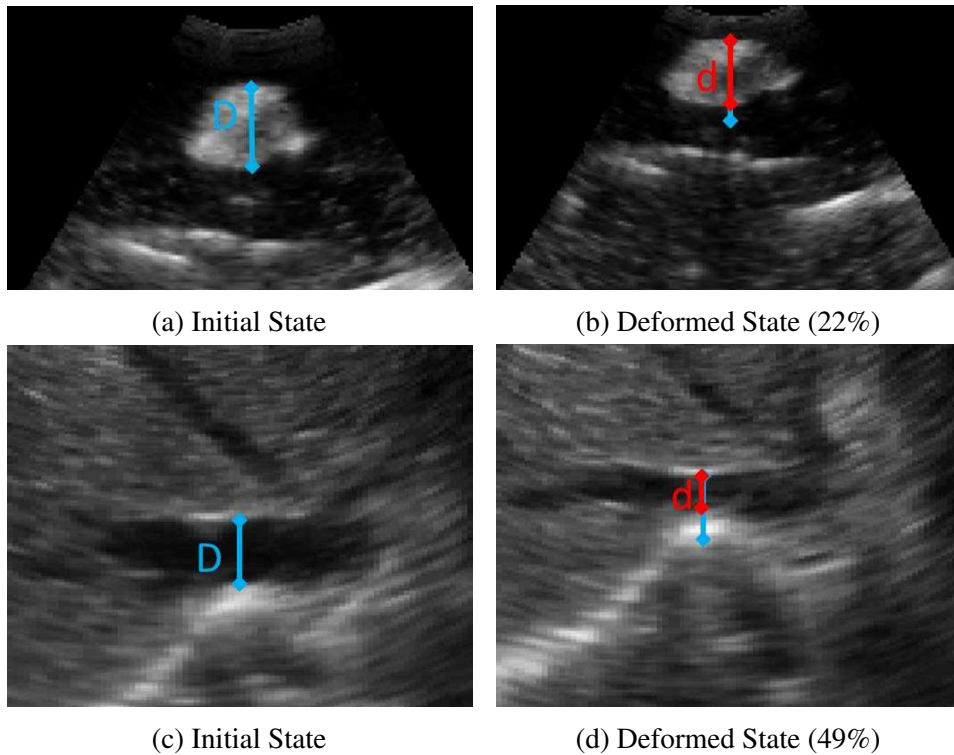 D
d
(a) Initial State
(b) Deformed State (22%)
D
d
(c) Initial State
(d) Deformed State (49%)